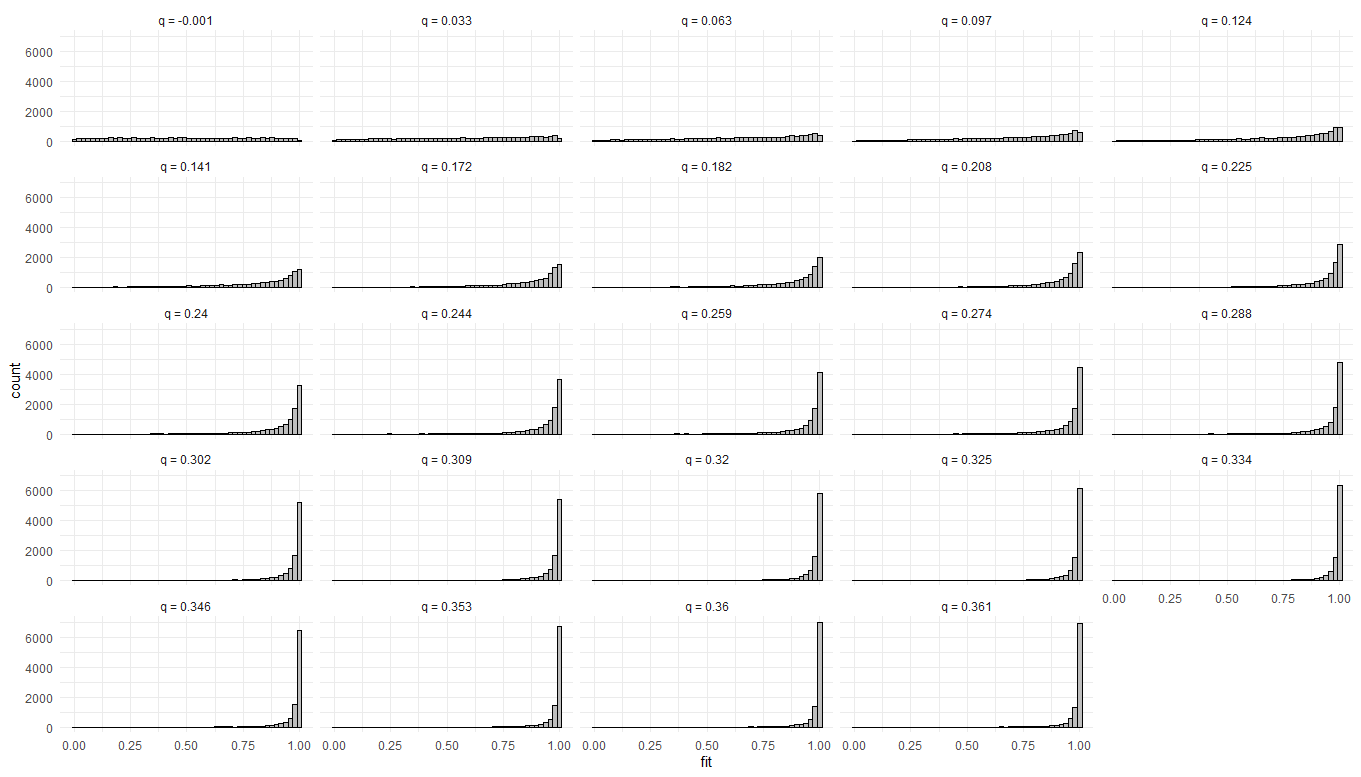 q = -0.001 q = 0.033 q = 0.063 q = 0.097 q = 0.124
6000
4000
2000
0
q = 0.141 q = 0.172 q = 0.182 q = 0.208 q = 0.225
6000
4000
2000
0
q = 0.24 q = 0.244 q = 0.259 q = 0.274 q = 0.288
6000
4000
2000
0
count
q = 0.302 q = 0.309 q = 0.32 q = 0.325 q = 0.334
6000
4000
2000
0
0.00 0.25 0.50 0.75 1.00
q = 0.346 q = 0.353 q = 0.36 q = 0.361
6000
4000
2000
0
0.00 0.25 0.50 0.75 1.00 0.00 0.25 0.50 0.75 1.00 0.00 0.25 0.50 0.75 1.00 0.00 0.25 0.50 0.75 1.00
fit